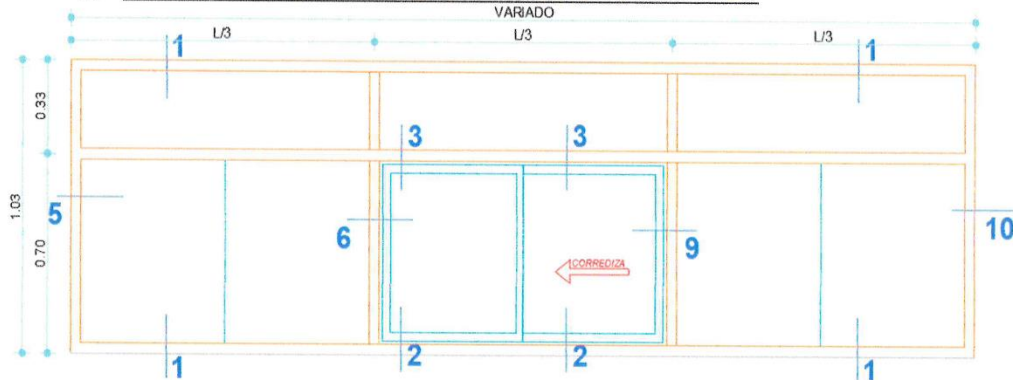 VARIADO
L/3 L/3 L/3
1 1
0.33
3 3
1.03
5 10
6 9
0.70
CORREDIZA
1 2 2 1